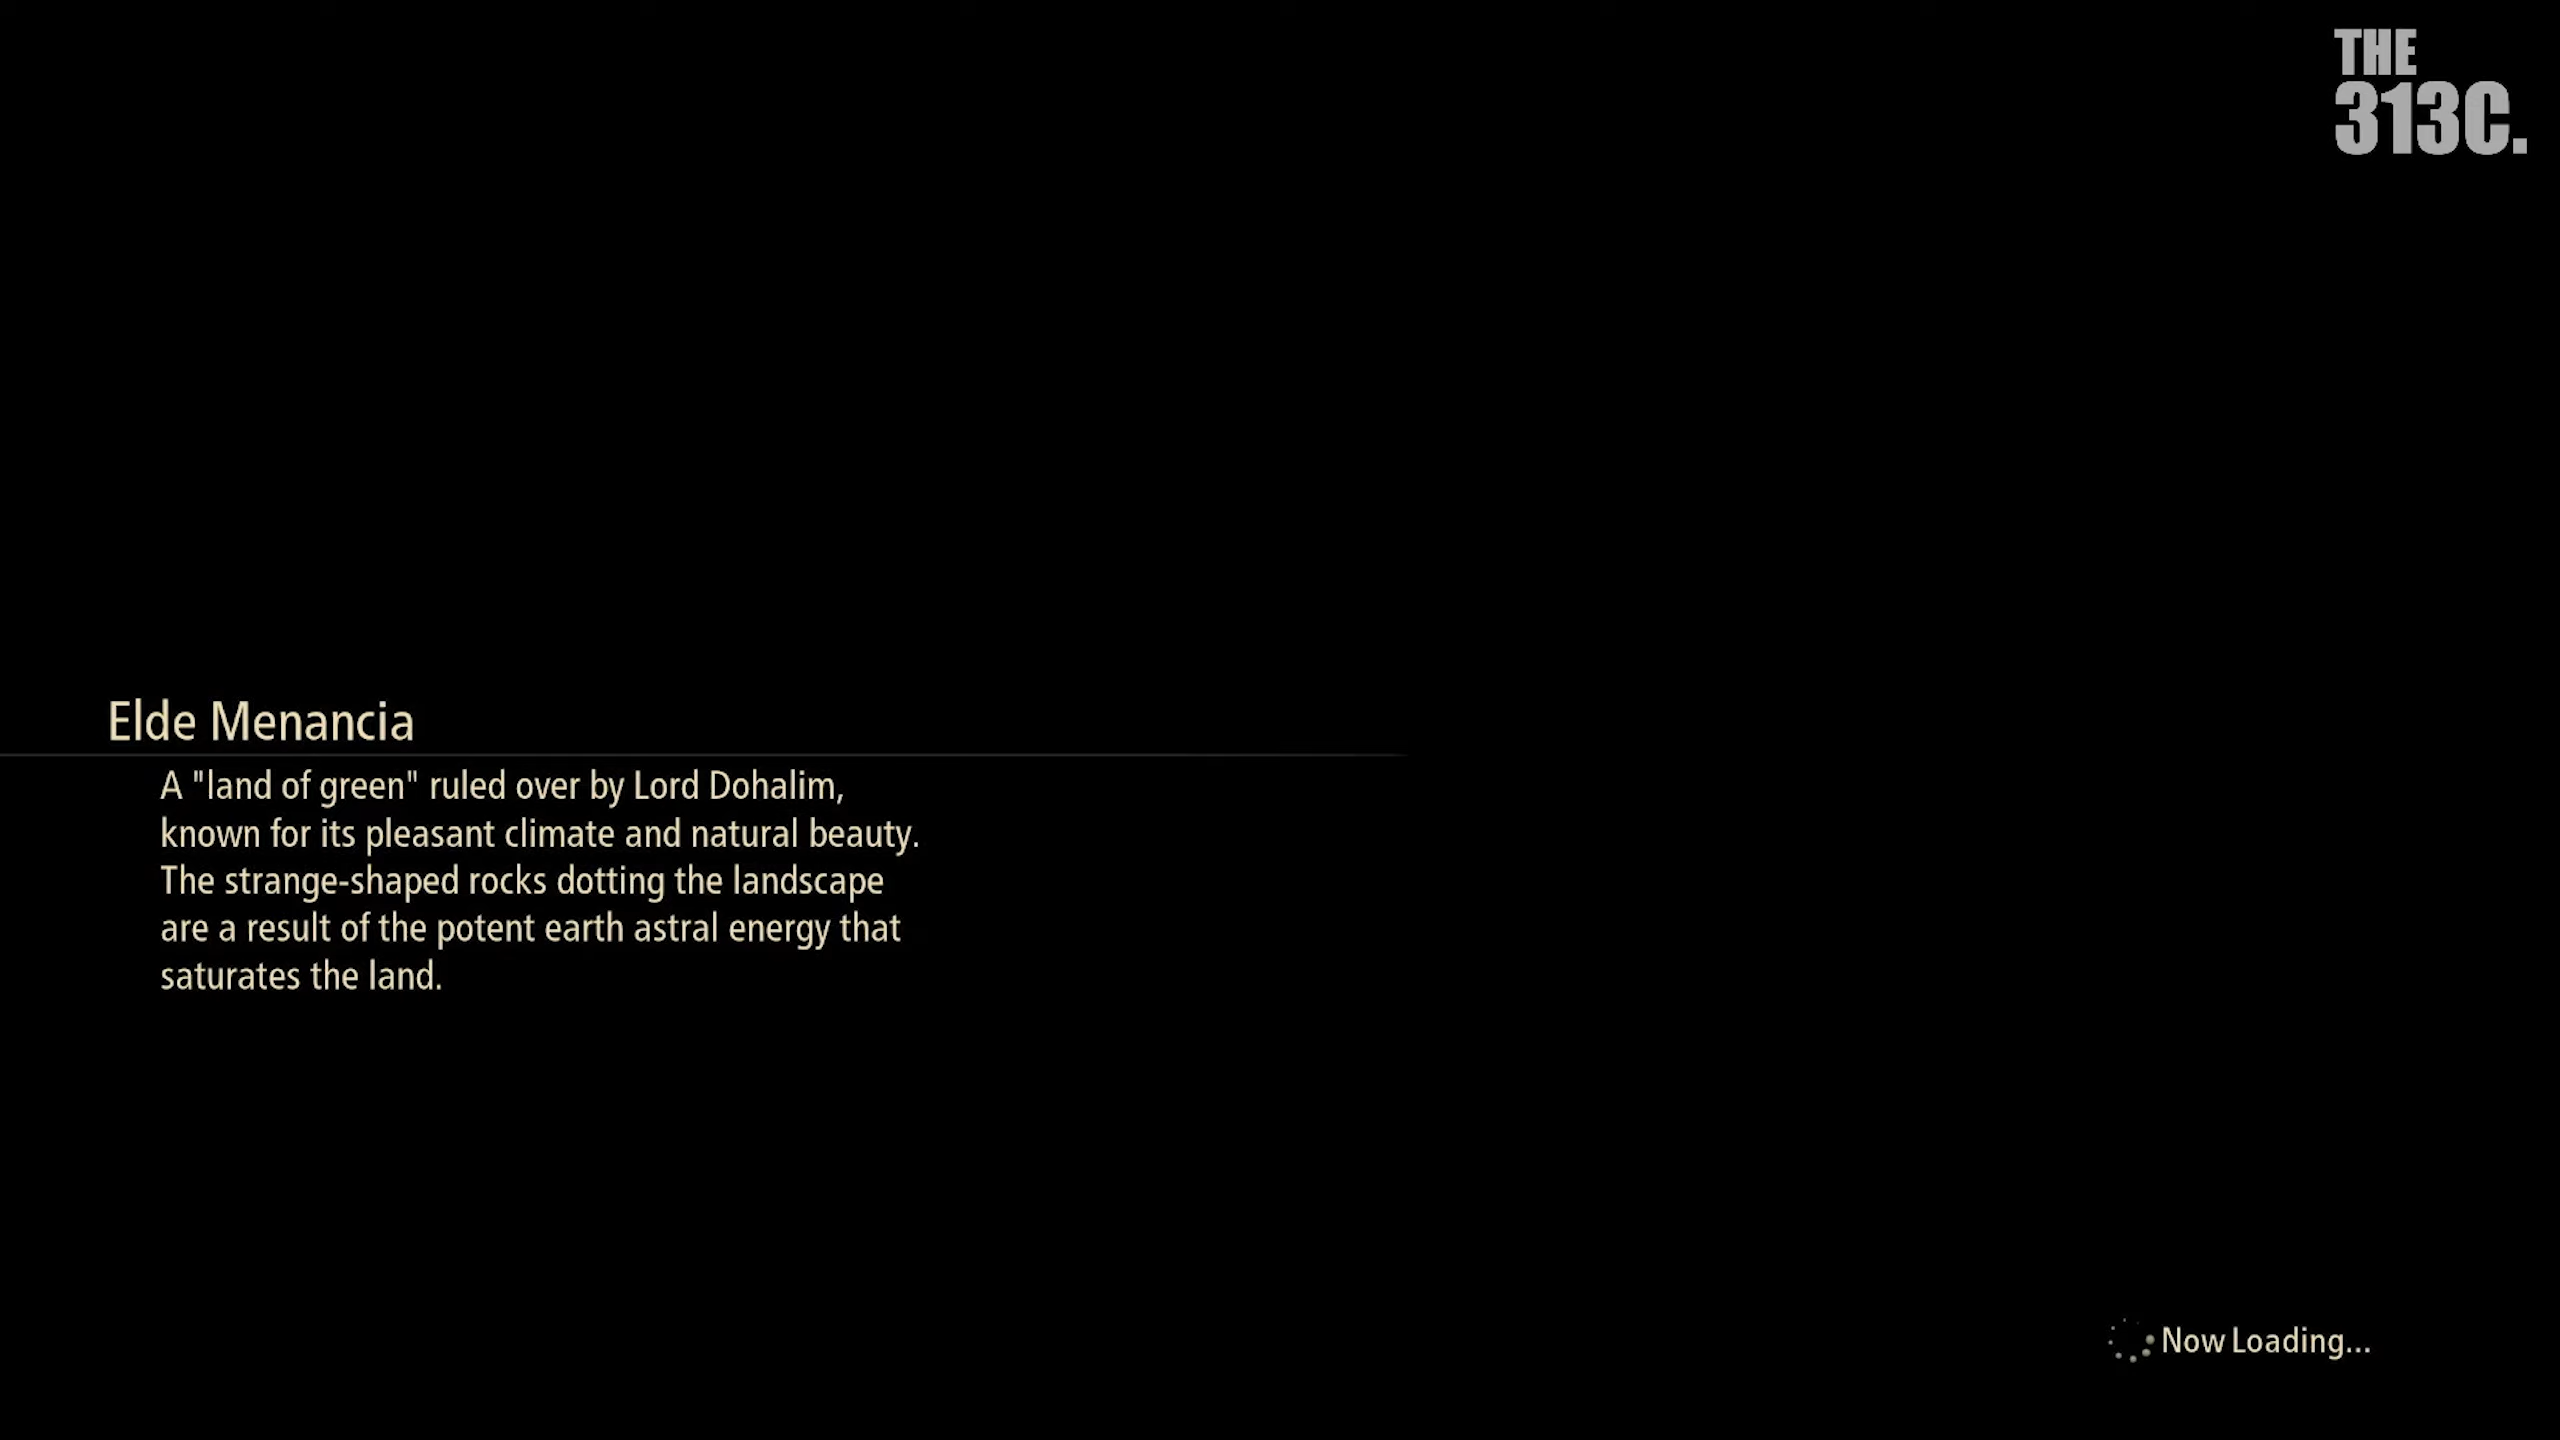 THE
313C.
Elde Menancia
A "land of green" ruled over by Lord Dohalim,
known for its pleasant climate and natural beauty.
The strange-shaped rocks dotting the landscape
are a result of the potent earth astral energy that
saturates the land.
Now Loading...